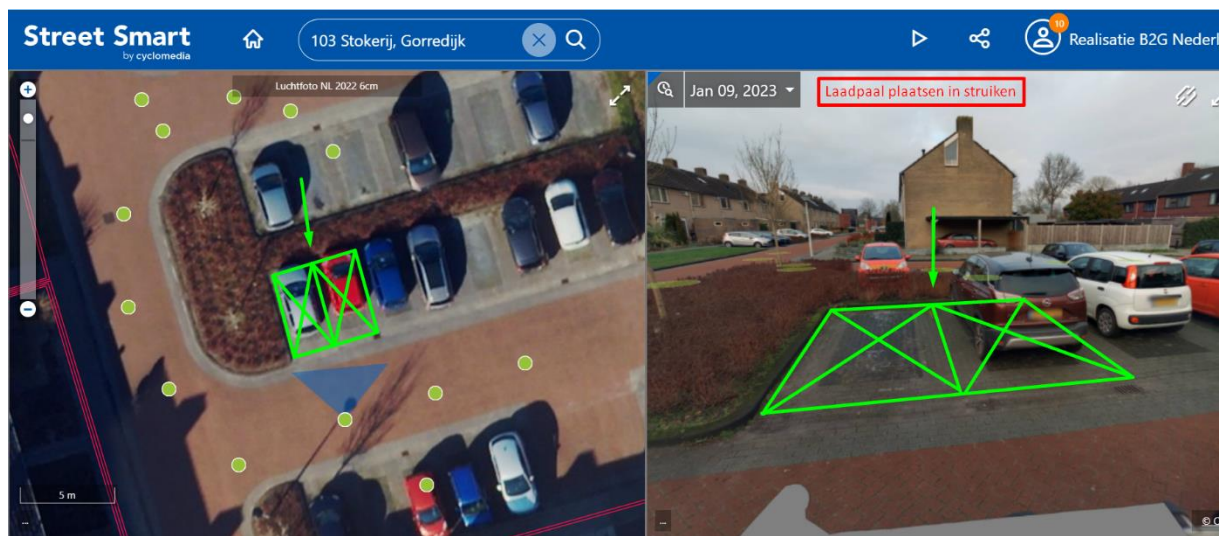 Street Smart
by cyclomedia
103 Stokerij, Gorredijk
10
Realisatie B2G Nederl
Luchtfoto NL 2022 6cm
Jan 09, 2023
Laadpaal plaatsen in struiken
5 m
...
...